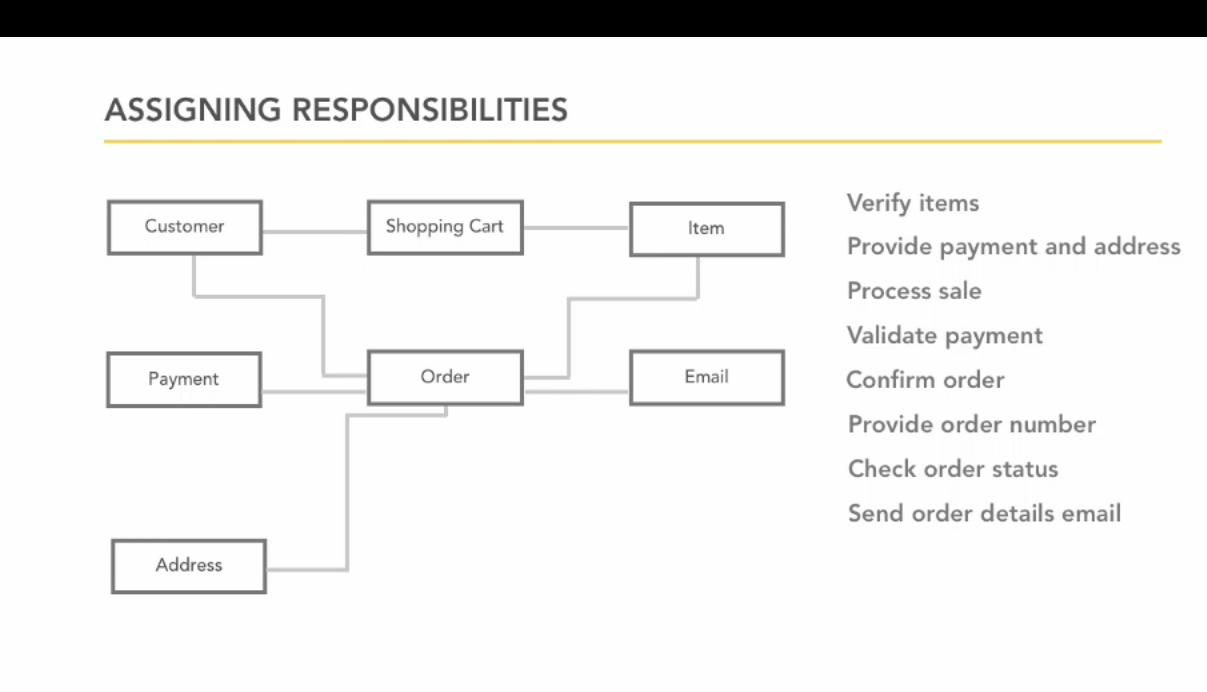 ASSIGNING RESPONSIBILITIES
Customer
Shopping Cart
Item
Payment
Order
Email
Address
Verify items
Provide payment and address
Process sale
Validate payment
Confirm order
Provide order number
Check order status
Send order details email